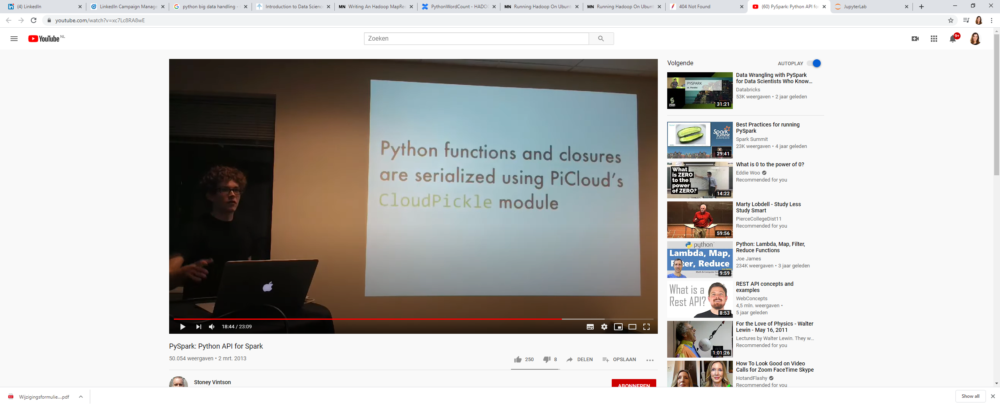 (4) LinkedIn
LinkedIn Campaign Manage
python big data handling -
Introduction to Data Science
MN Writing An Hadoop MapRed
PythonWordCount - HADO
MN Running Hadoop On Ubunt
MN Running Hadoop On Ubunt
404 Not Found
(60) PySpark: Python API fo
JupyterLab
youtube.com/watch?v=xc7Lc8RA8wE
YouTube NL
Zoeken
9+
Python functions and closures
are serialized using PiCloud's
CloudPickle module
18:44 / 23:09
PySpark: Python API for Spark
50.054 weergaven • 2 mrt. 2013
250
8
DELEN
OPSLAAN
Stoney Vintson
ABONNEREN
Volgende
AUTOPLAY
PYSPARK
vs. Pandas
SPARK
SUMMIT
31:21
Data Wrangling with PySpark
for Data Scientists Who Know...
Databricks
53K weergaven • 2 jaar geleden
Spark
Summit
EUROPE2015
29:41
Best Practices for running
PySpark
Spark Summit
23K weergaven • 4 jaar geleden
What
is ZERO
to the
power
of ZERO?
14:22
What is 0 to the power of 0?
Eddie Woo
Recommended for you
59:56
Marty Lobdell - Study Less
Study Smart
PierceCollegeDist11
Recommended for you
python
Lambda, Map,
Filter, Reduce
Joe James
9:59
Python: Lambda, Map, Filter,
Reduce Functions
Joe James
234K weergaven • 3 jaar geleden
What is a
Rest API?
8:53
REST API concepts and
examples
WebConcepts
4,5 mln. weergaven •
5 jaar geleden
1:01:26
For the Love of Physics - Walter
Lewin - May 16, 2011
Lectures by Walter Lewin. They w...
Recommended for you
How To Look Good on Video
Calls for Zoom FaceTime Skype
HotandFlashy
Recommended for you
Wijzigingsformulie....pdf
Show all